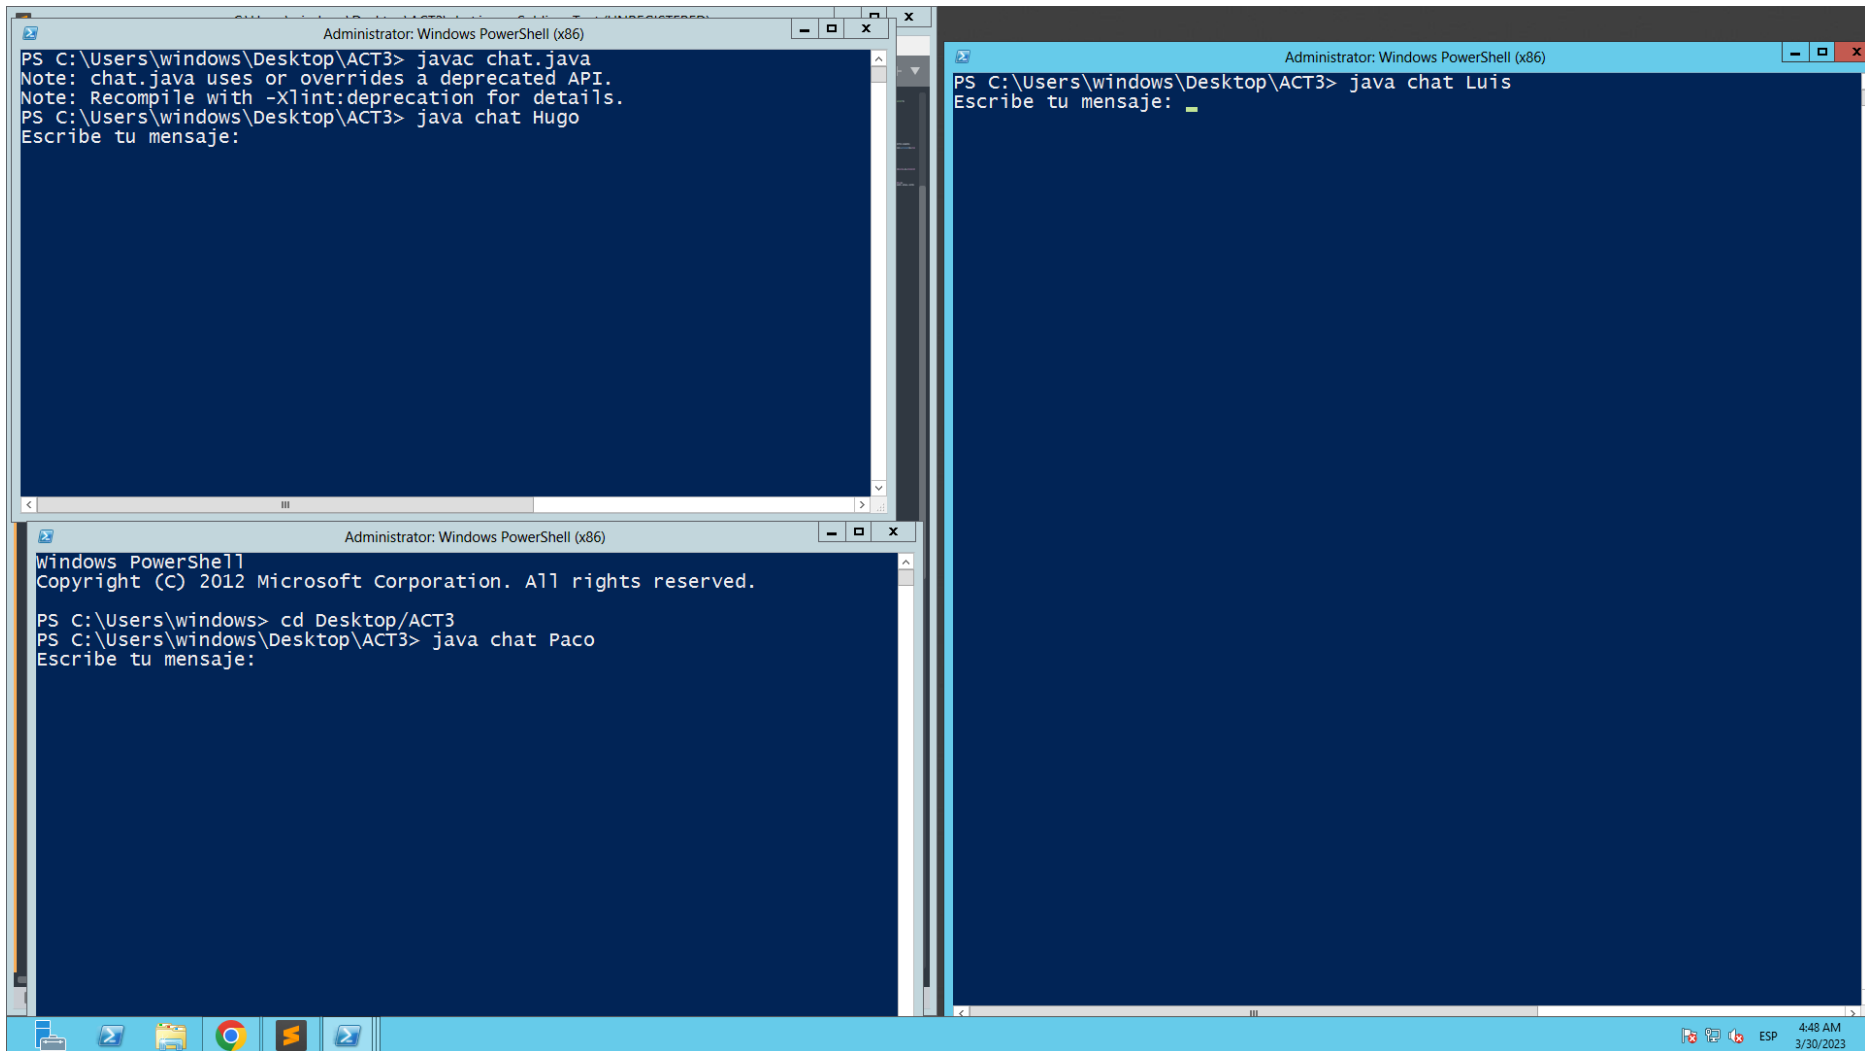 Administrator: Windows PowerShell (x86)
PS C:\Users\windows\Desktop\ACT3> javac chat.java
Note: chat.java uses or overrides a deprecated API.
Note: Recompile with -Xlint:deprecation for details.
PS C:\Users\windows\Desktop\ACT3> java chat Hugo
Escribe tu mensaje:
Administrator: Windows PowerShell (x86)
Windows PowerShell
Copyright (C) 2012 Microsoft Corporation. All rights reserved.
PS C:\Users\windows> cd Desktop/ACT3
PS C:\Users\windows\Desktop\ACT3> java chat Paco
Escribe tu mensaje:
Administrator: Windows PowerShell (x86)
PS C:\Users\windows\Desktop\ACT3> java chat Luis
Escribe tu mensaje:
ESP
4:48 AM
3/30/2023